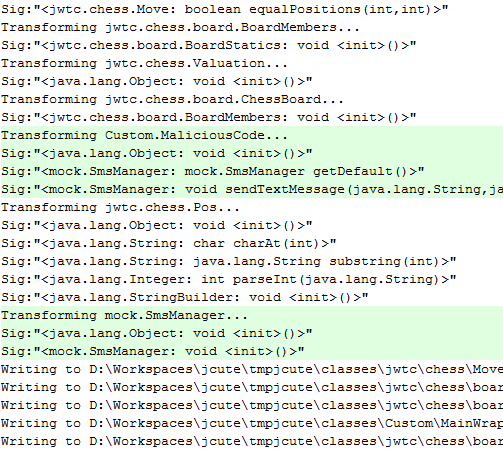 Sig:"<jwtc.chess.Move: boolean equalPositions(int,int)>"
Transforming jwtc.chess.board.BoardMembers...
Sig:"<jwtc.chess.board.BoardStatics: void <init>()>"
Transforming jwtc.chess.Valuation...
Sig:"<java.lang.Object: void <init>()>"
Transforming jwtc.chess.board.ChessBoard...
Sig:"<jwtc.chess.board.BoardMembers: void <init>()>"
Transforming Custom.MaliciousCode...
Sig:"<java.lang.Object: void <init>()>"
Sig:"<mock.SmsManager: mock.SmsManager getDefault()>"
Sig:"<mock.SmsManager: void sendTextMessage(java.lang.String,ja
Transforming jwtc.chess.Pos...
Sig:"<java.lang.Object: void <init>()>"
Sig:"<java.lang.String: char charAt(int)>"
Sig:"<java.lang.String: java.lang.String substring(int)>"
Sig:"<java.lang.Integer: int parseInt(java.lang.String)>"
Sig:"<java.lang.StringBuilder: void <init>()>"
Transforming mock.SmsManager...
Sig:"<java.lang.Object: void <init>()>"
Sig:"<mock.SmsManager: void <init>()>"
Writing to D:\Workspaces\jcute\tmpjcute\classes\jwtc\chess\Move
Writing to D:\Workspaces\jcute\tmpjcute\classes\jwtc\chess\boar
Writing to D:\Workspaces\jcute\tmpjcute\classes\jwtc\chess\boar
Writing to D:\Workspaces\jcute\tmpjcute\classes\Custom\MainWrap
Writing to D:\Workspaces\jcute\tmpjcute\classes\jwtc\chess\boar